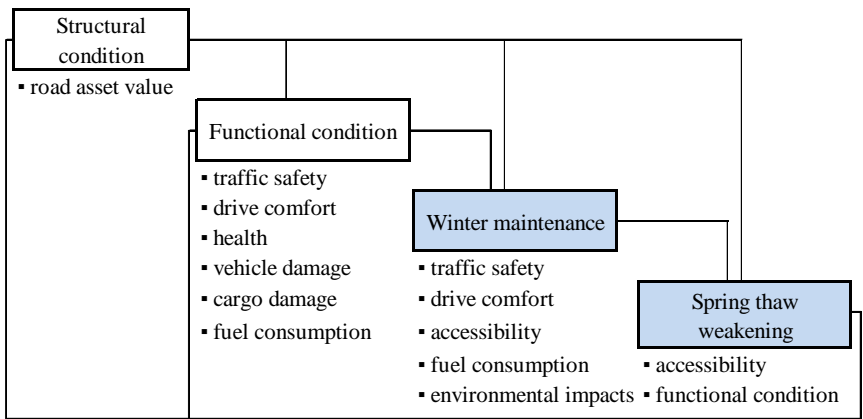 Structural
condition
▪ road asset value
Functional condition
▪ traffic safety
▪ drive comfort
▪ health
▪ vehicle damage
▪ cargo damage
▪ fuel consumption
Winter maintenance
▪ traffic safety
▪ drive comfort
▪ accessibility
▪ fuel consumption
▪ environmental impacts
Spring thaw
weakening
▪ accessibility
▪ functional condition